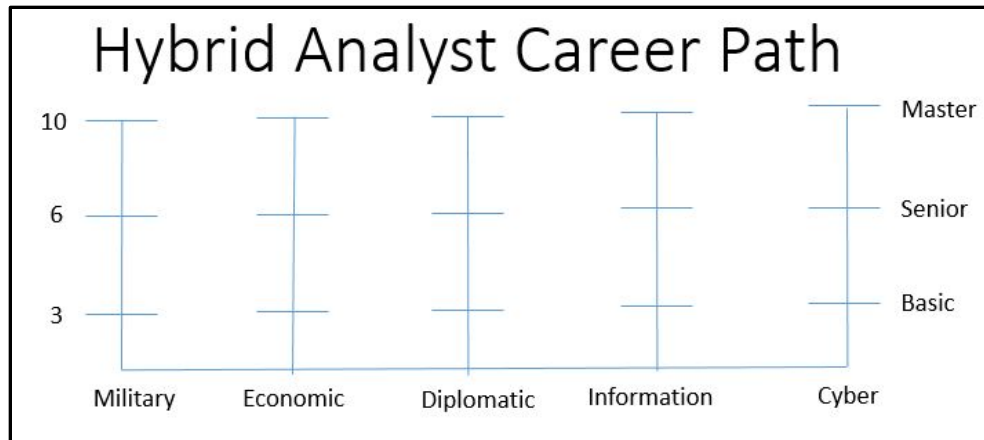 Hybrid Analyst Career Path
10
Master
6
Senior
3
Basic
Military
Economic
Diplomatic
Information
Cyber